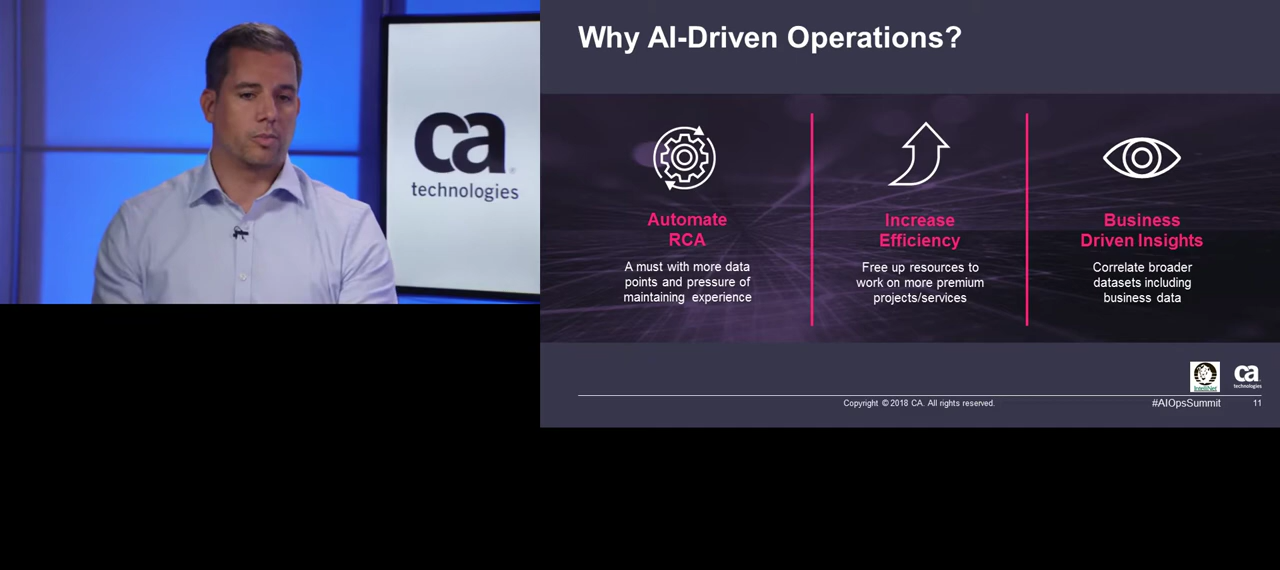 ca
technologies
Why AI-Driven Operations?
Automate
RCA
A must with more data
points and pressure of
maintaining experience
Increase
Efficiency
Free up resources to
work on more premium
projects/services
Business
Driven Insights
Correlate broader
datasets including
business data
IntelliNet
ca
technologies
Copyright © 2018 CA. All rights reserved.
#AIOpsSummit
11